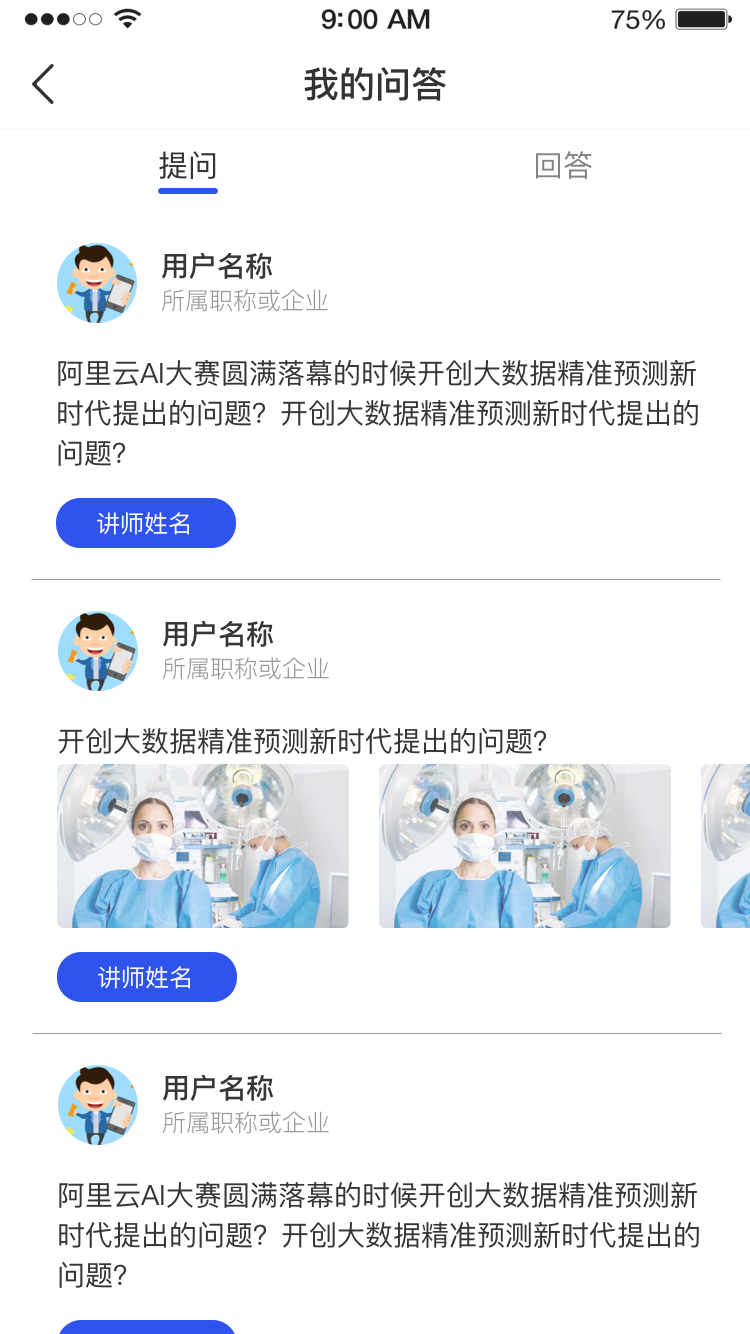 9:00 AM
75%
我的问答
提问
回答
用户名称
所属职称或企业
阿里云AI大赛圆满落幕的时候开创大数据精准预测新
时代提出的问题？开创大数据精准预测新时代提出的
问题?
讲师姓名
用户名称
所属职称或企业
开创大数据精准预测新时代提出的问题?
讲师姓名
用户名称
所属职称或企业
阿里云AI大赛圆满落幕的时候开创大数据精准预测新
时代提出的问题？开创大数据精准预测新时代提出的
问题?